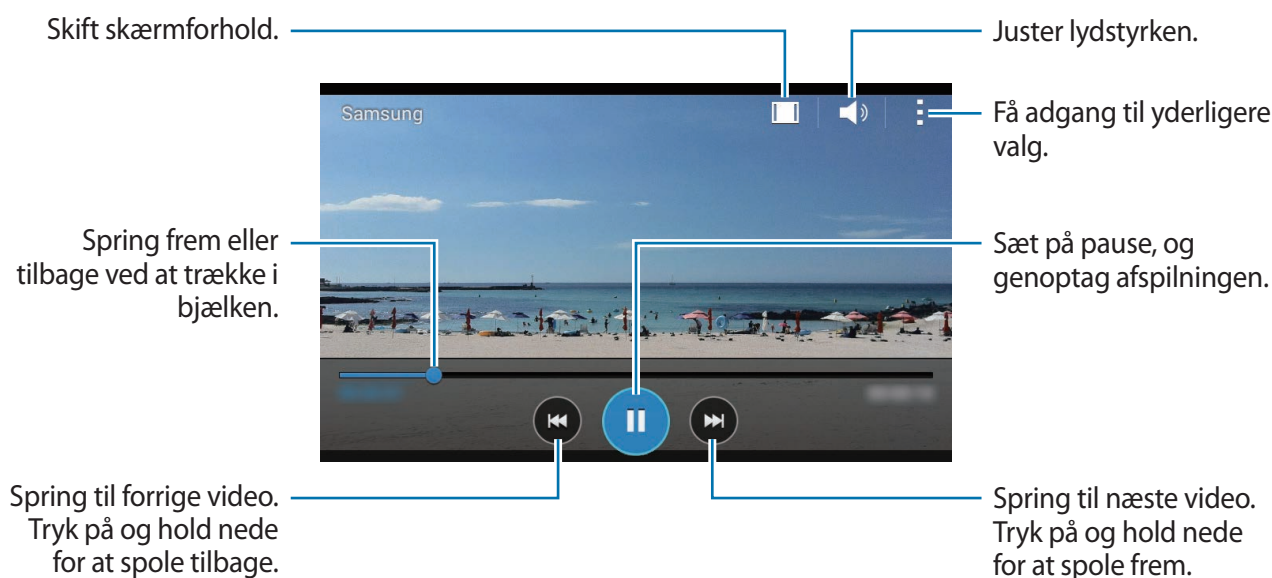 Skift skærmforhold.
Juster lydstyrken.
Samsung
Få adgang til yderligere
valg.
Spring frem eller
tilbage ved at trække i
bjælken.
Sæt på pause, og
genoptag afspilningen.
Spring til forrige video.
Tryk på og hold nede
for at spole tilbage.
Spring til næste video.
Tryk på og hold nede
for at spole frem.